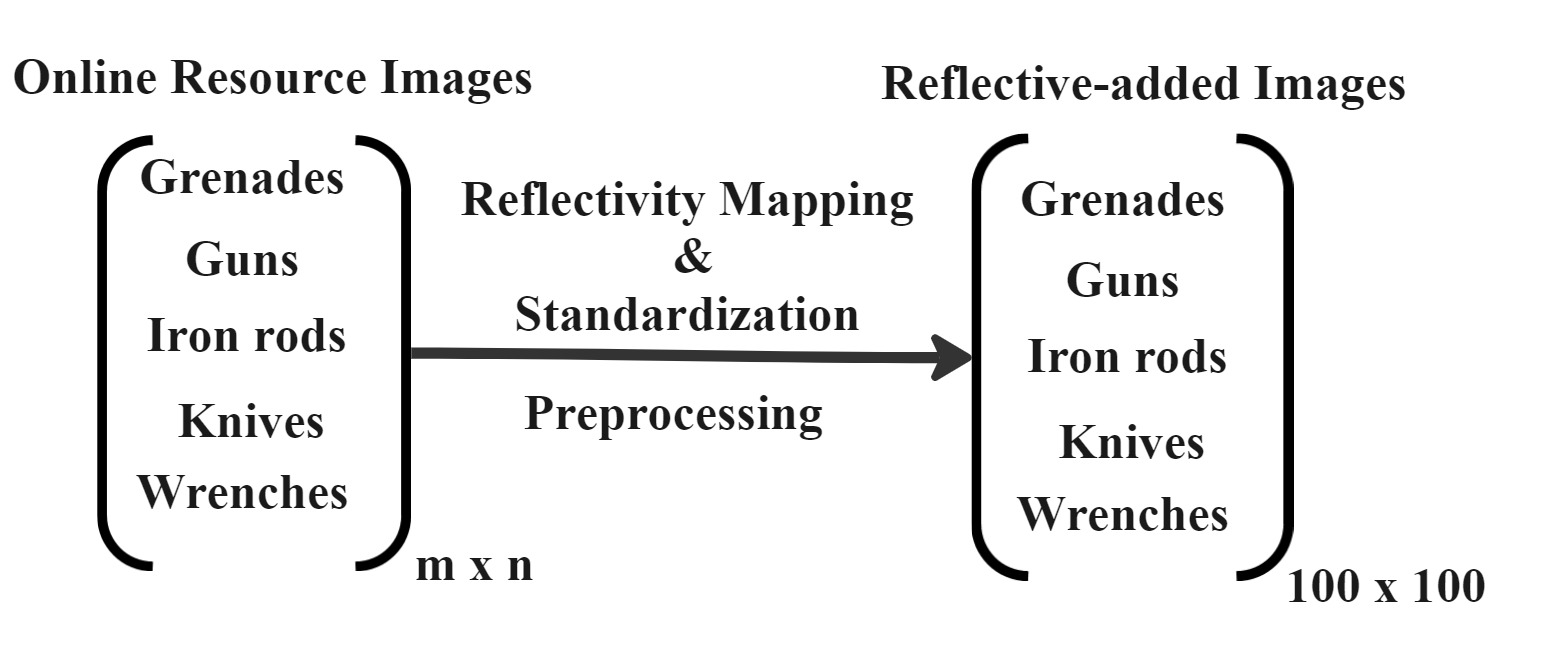 Online Resource Images
Grenades
Guns
Iron rods
Knives
Wrenches
m x n
Reflectivity Mapping
&
Standardization
Preprocessing
Reflective-added Images
Grenades
Guns
Iron rods
Knives
Wrenches
100 x 100